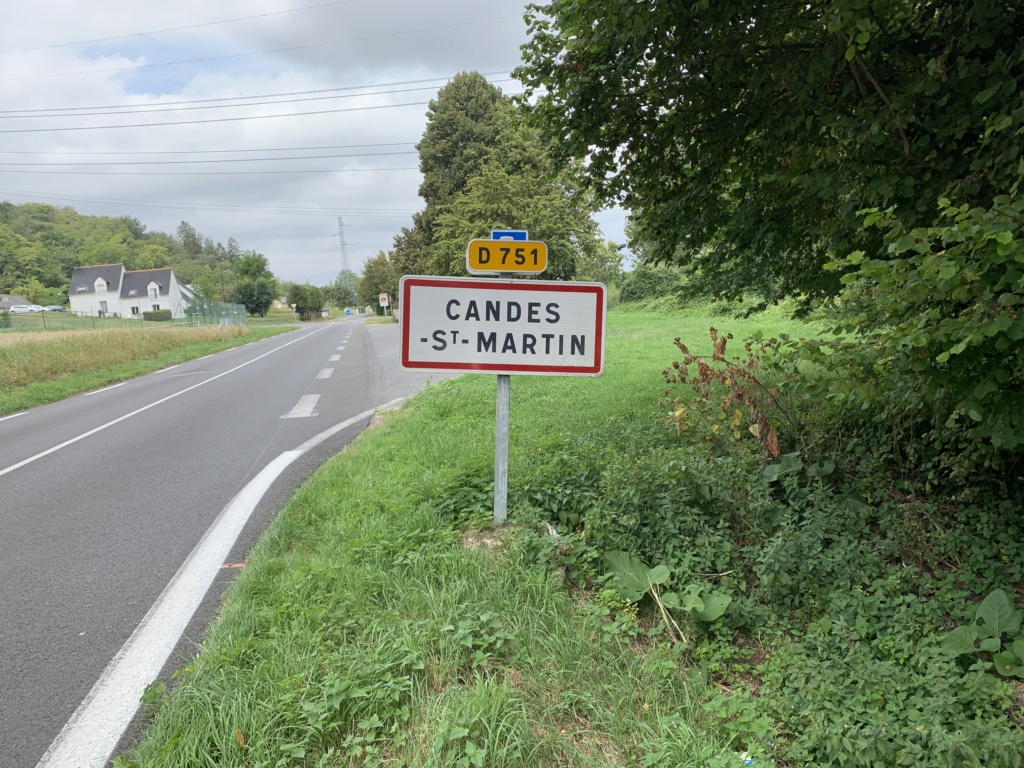 D 751
CANDES
-ST-MARTIN